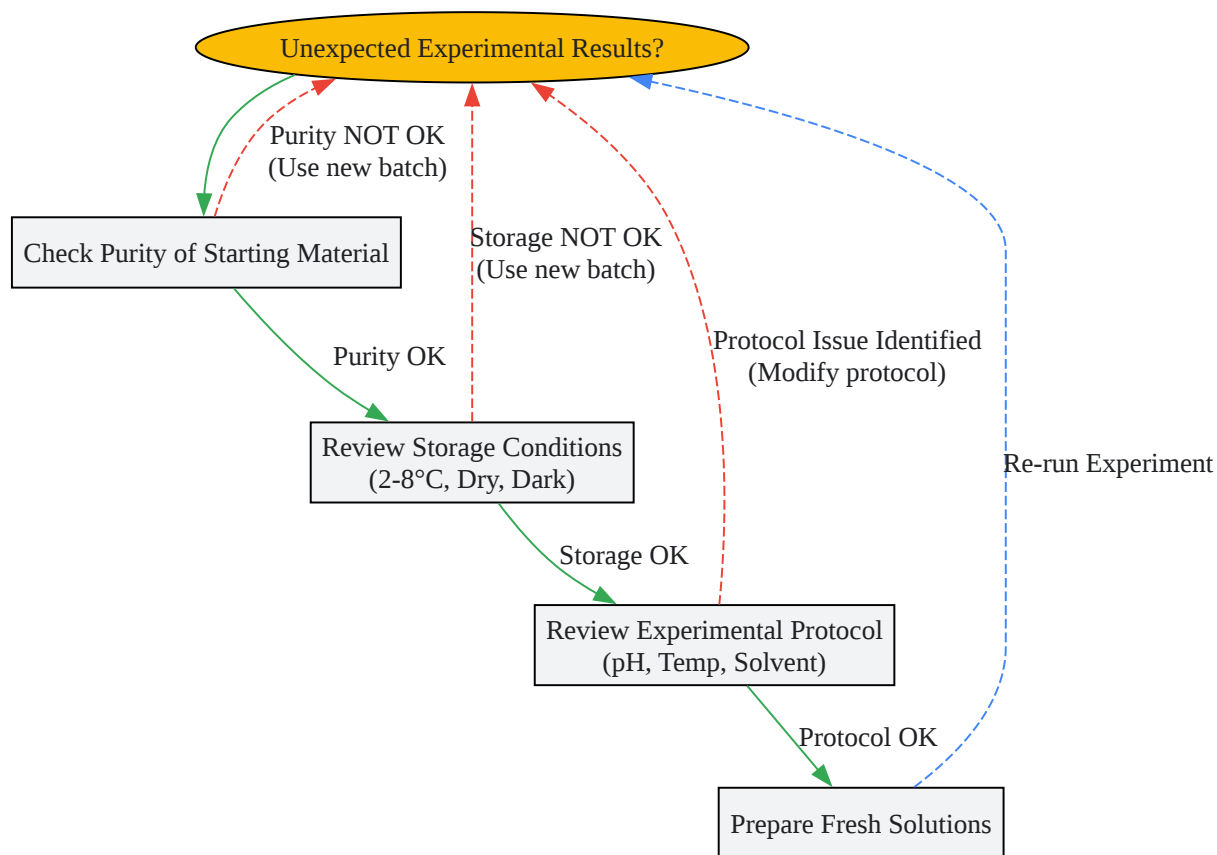 Unexpected Experimental Results?
Purity NOT OK
(Use new batch)
Check Purity of Starting Material
Storage NOT OK
(Use new batch)
Purity OK
Protocol Issue Identified
(Modify protocol)
Review Storage Conditions
(2-8°C, Dry, Dark)
Re-run Experiment
Storage OK
Review Experimental Protocol
(pH, Temp, Solvent)
Protocol OK
Prepare Fresh Solutions